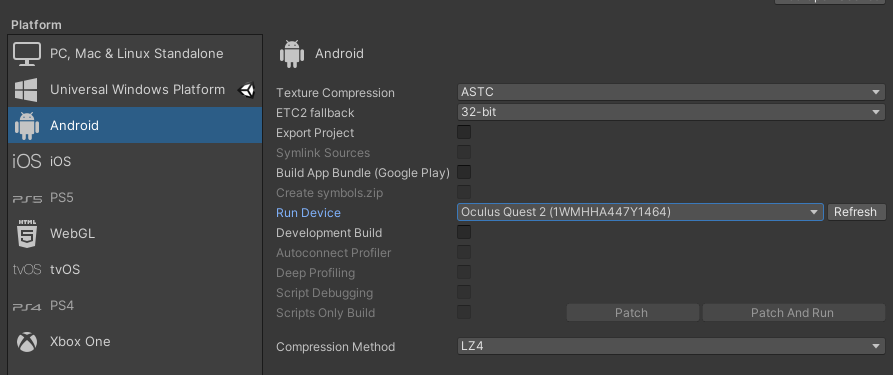 Platform
PC, Mac & Linux Standalone
Universal Windows Platform
Android
iOS iOS
PS5 PS5
HTML WebGL
tvOS tvOS
PS4 PS4
Xbox One
Android
Texture Compression ASTC
ETC2 fallback 32-bit
Export Project
Symlink Sources
Build App Bundle (Google Play)
Create symbols.zip
Run Device Oculus Quest 2 (1WMHHA447Y1464) Refresh
Development Build
Autoconnect Profiler
Deep Profiling
Script Debugging
Scripts Only Build Patch Patch And Run
Compression Method LZ4